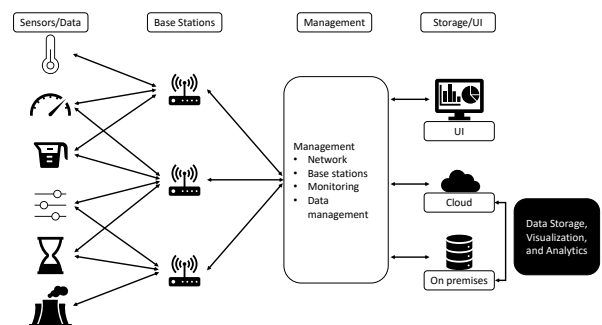 Sensors/Data
Base Stations
Management
Storage/UI
Management
• Network
• Base stations
• Monitoring
• Data
management
UI
Cloud
On premises
Data Storage,
Visualization,
and Analytics